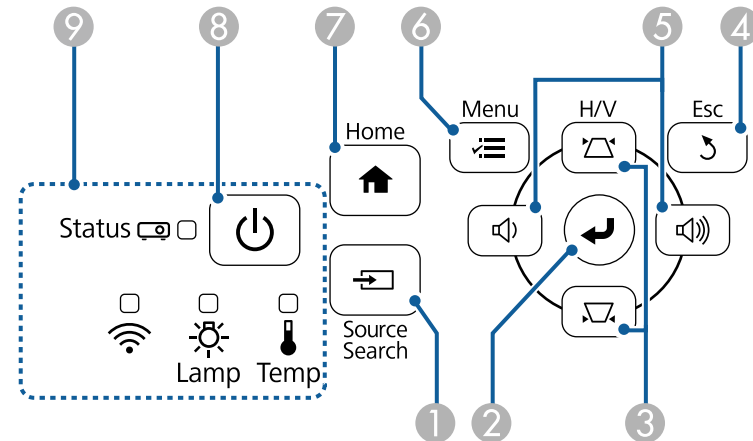 9 8 7 6 5 4
Menu H/V Esc
Home
Status
Source
Search
Lamp Temp
1 2 3